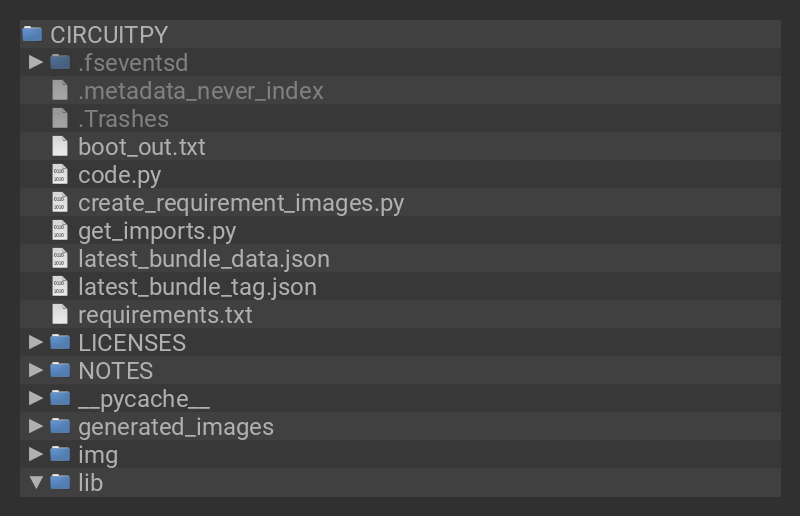 CIRCUITPY
.fseventsd
.metadata_never_index
.Trashes
boot_out.txt
code.py
create_requirement_images.py
get_imports.py
latest_bundle_data.json
latest_bundle_tag.json
requirements.txt
LICENSES
NOTES
__pycache__
generated_images
img
lib